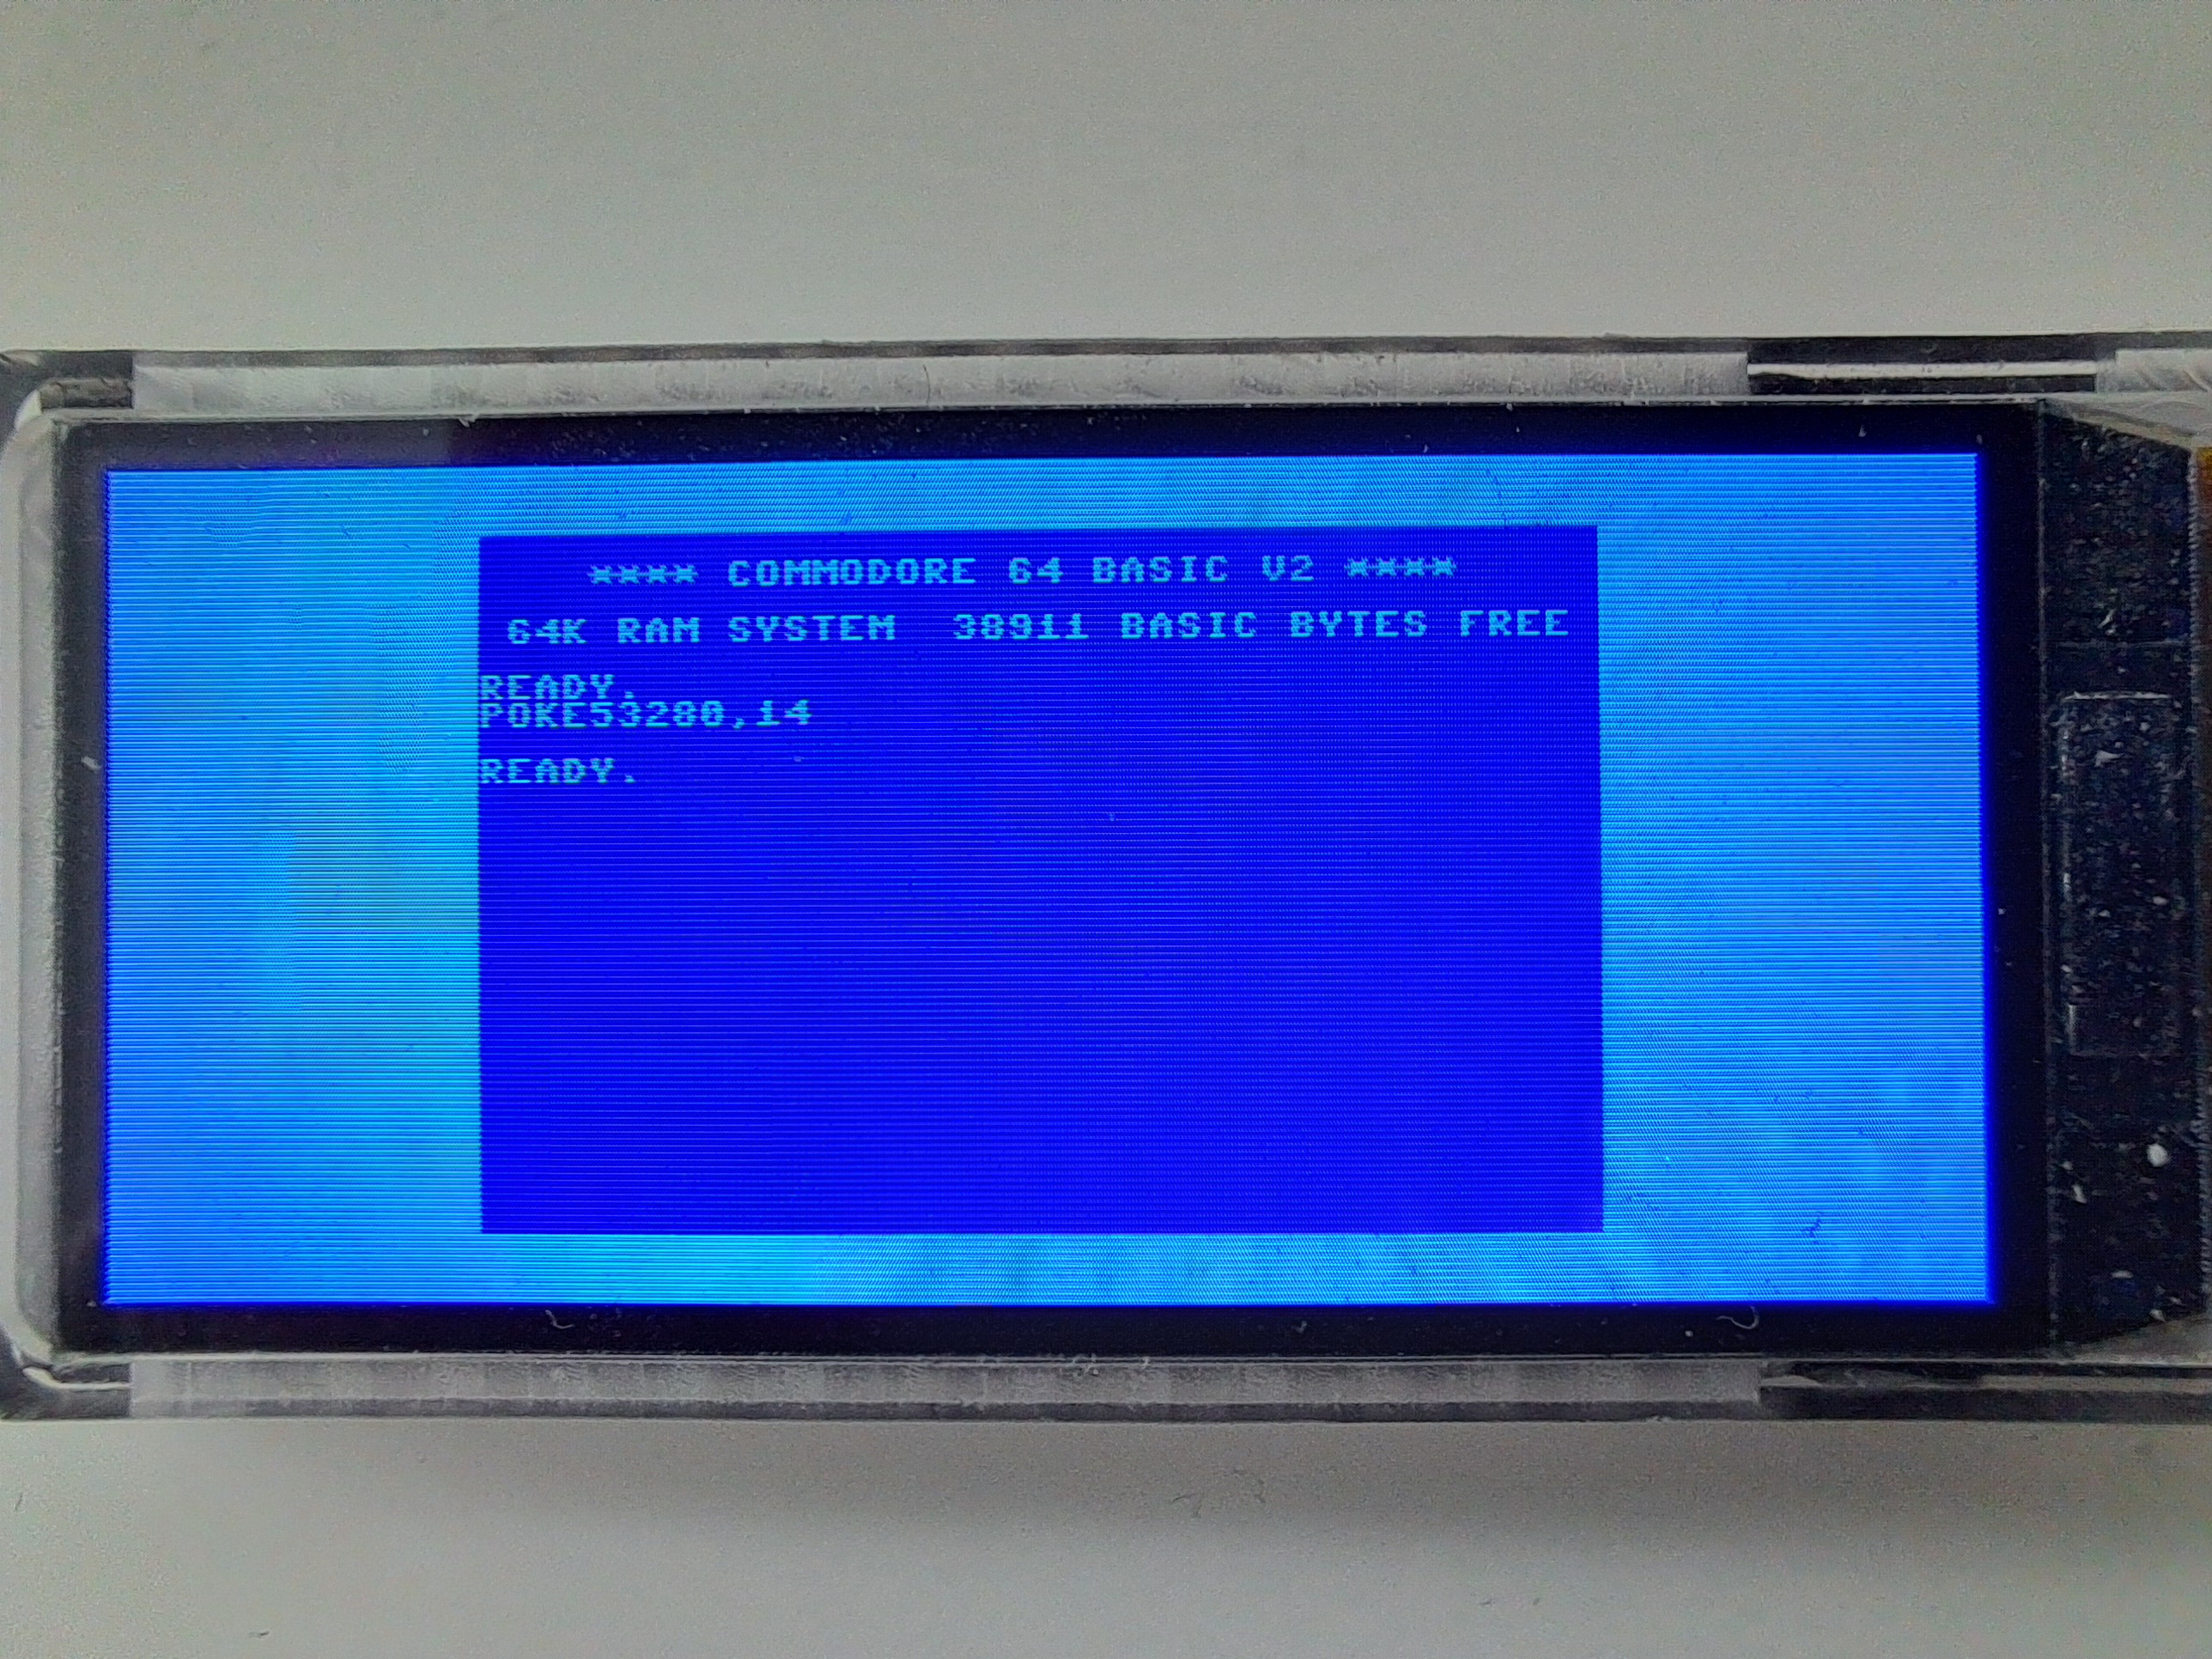 **** COMMODORE 64 BASIC V2 ****
64K RAM SYSTEM  38911 BASIC BYTES FREE
READY.
POKE53280,14
READY.